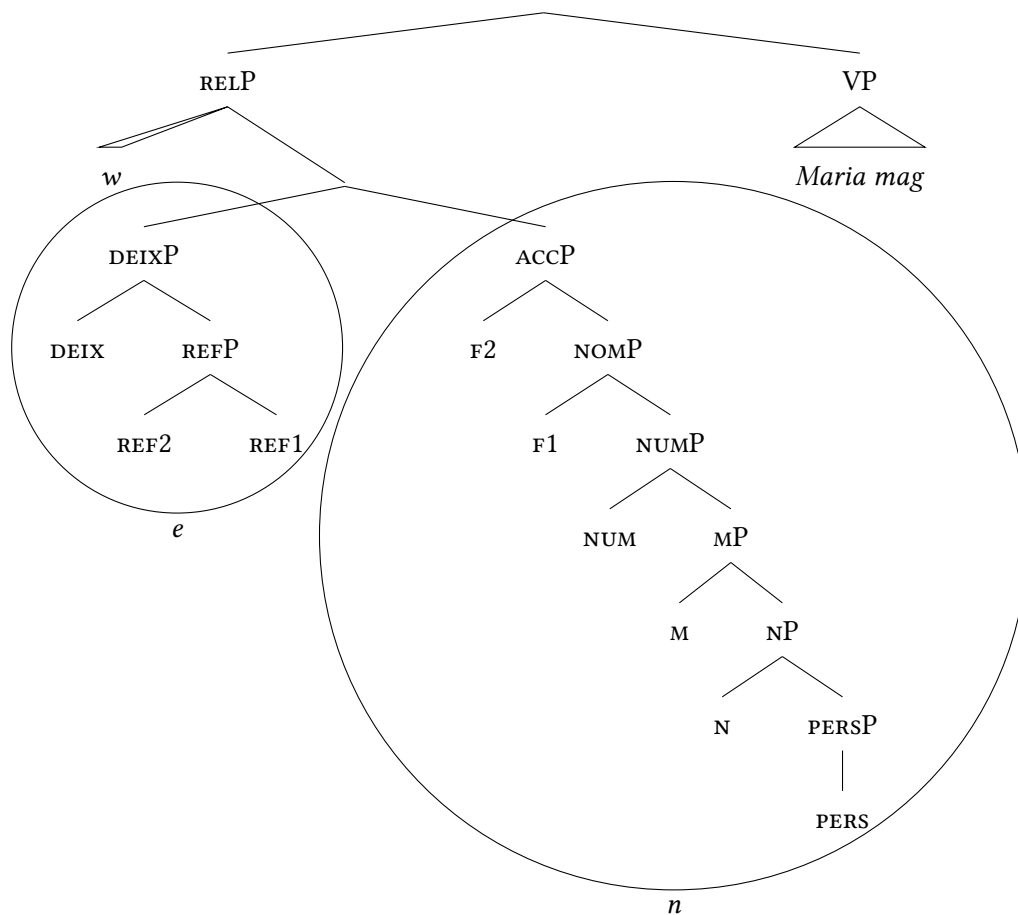 RELP VP
w Maria mag
DEIXP ACCP
DEIX REFP F2 NOMP
REF2 REF1 F1 NUMP
e NUM MP
M NP
N PERSP
PERS
n